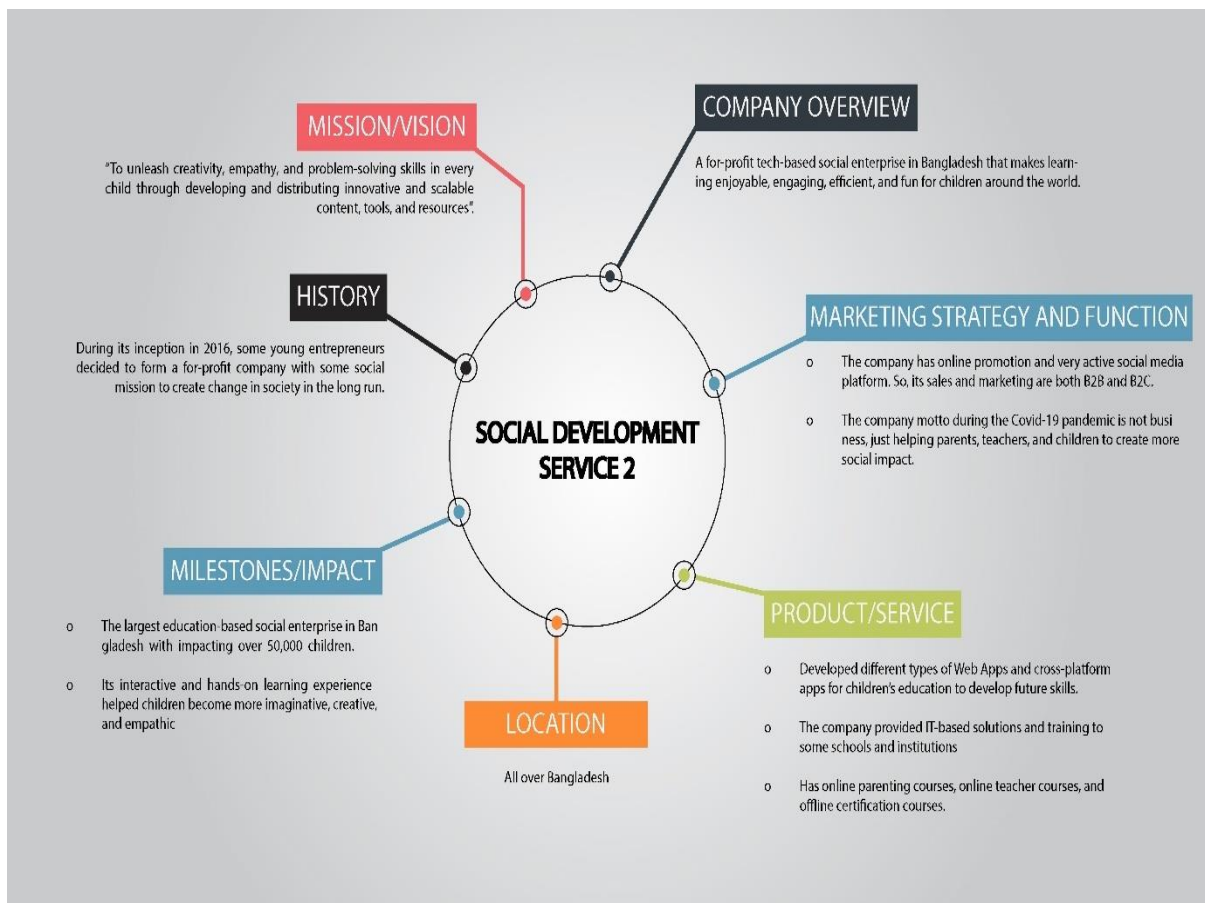 COMPANY OVERVIEW
A for-profit tech-based social enterprise in Bangladesh that makes learn-
ing enjoyable, engaging, efficient, and fun for children around the world.
MISSION/VISION
"To unleash creativity, empathy, and problem-solving skills in every
child through developing and distributing innovative and scalable
content, tools, and resources".
HISTORY
During its inception in 2016, some young entrepreneurs
decided to form a for-profit company with some social
mission to create change in society in the long run.
MARKETING STRATEGY AND FUNCTION
o The company has online promotion and very active social media
platform. So, its sales and marketing are both B2B and B2C.
o The company motto during the Covid-19 pandemic is not busi
ness, just helping parents, teachers, and children to create more
social impact.
SOCIAL DEVELOPMENT
SERVICE 2
MILESTONES/IMPACT
o The largest education-based social enterprise in Ban
gladesh with impacting over 50,000 children.
o Its interactive and hands-on learning experience
helped children become more imaginative, creative,
and empathic
PRODUCT/SERVICE
o Developed different types of Web Apps and cross-platform
apps for children's education to develop future skills.
o The company provided IT-based solutions and training to
some schools and institutions
o Has online parenting courses, online teacher courses, and
offline certification courses.
LOCATION
All over Bangladesh